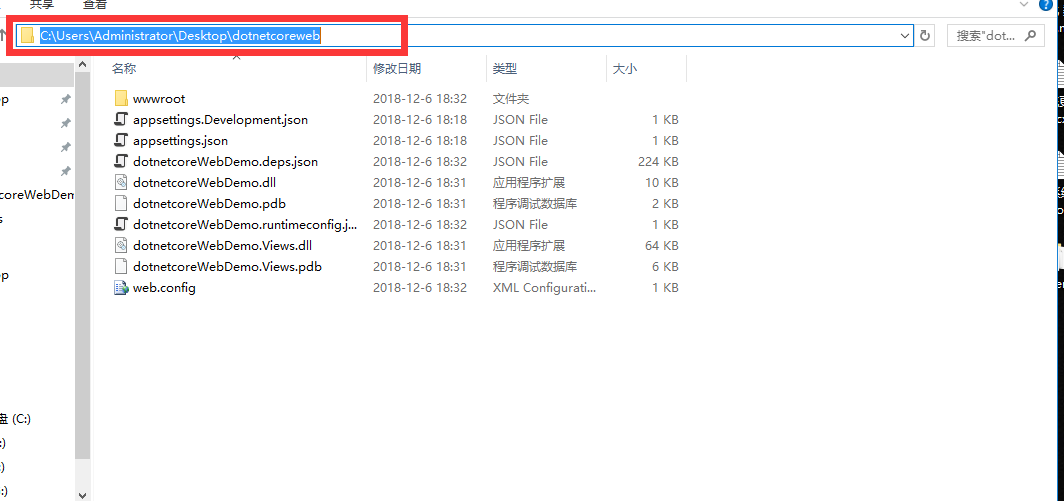 共享 查看
C:\Users\Administrator\Desktop\dotnetcoreweb 搜索"dot...
名称 修改日期 类型 大小
wwwroot 2018-12-6 18:32 文件夹
appsettings.Development.json 2018-12-6 18:18 JSON File 1 KB
appsettings.json 2018-12-6 18:18 JSON File 1 KB
dotnetcoreWebDemo.deps.json 2018-12-6 18:32 JSON File 224 KB
dotnetcoreWebDemo.dll 2018-12-6 18:31 应用程序扩展 10 KB
dotnetcoreWebDemo.pdb 2018-12-6 18:31 程序调试数据库 2 KB
dotnetcoreWebDemo.runtimeconfig.j... 2018-12-6 18:32 JSON File 1 KB
dotnetcoreWebDemo.Views.dll 2018-12-6 18:31 应用程序扩展 64 KB
dotnetcoreWebDemo.Views.pdb 2018-12-6 18:31 程序调试数据库 6 KB
web.config 2018-12-6 18:32 XML Configurati... 1 KB
coreWebDem
盘 (C:)